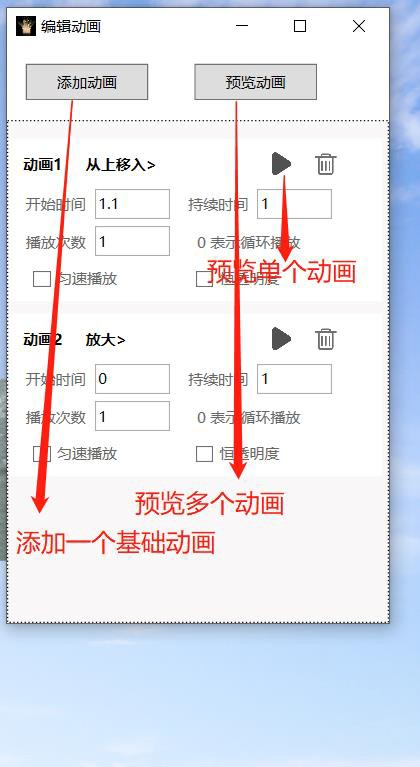 编辑动画
添加动画 预览动画
动画1 从上移入>
开始时间 1.1 持续时间 1
播放次数 1 0 表示循环播放
匀速播放 恒透明度
预览单个动画
动画2 放大>
开始时间 0 持续时间 1
播放次数 1 0 表示循环播放
匀速播放 恒透明度
预览多个动画
添加一个基础动画